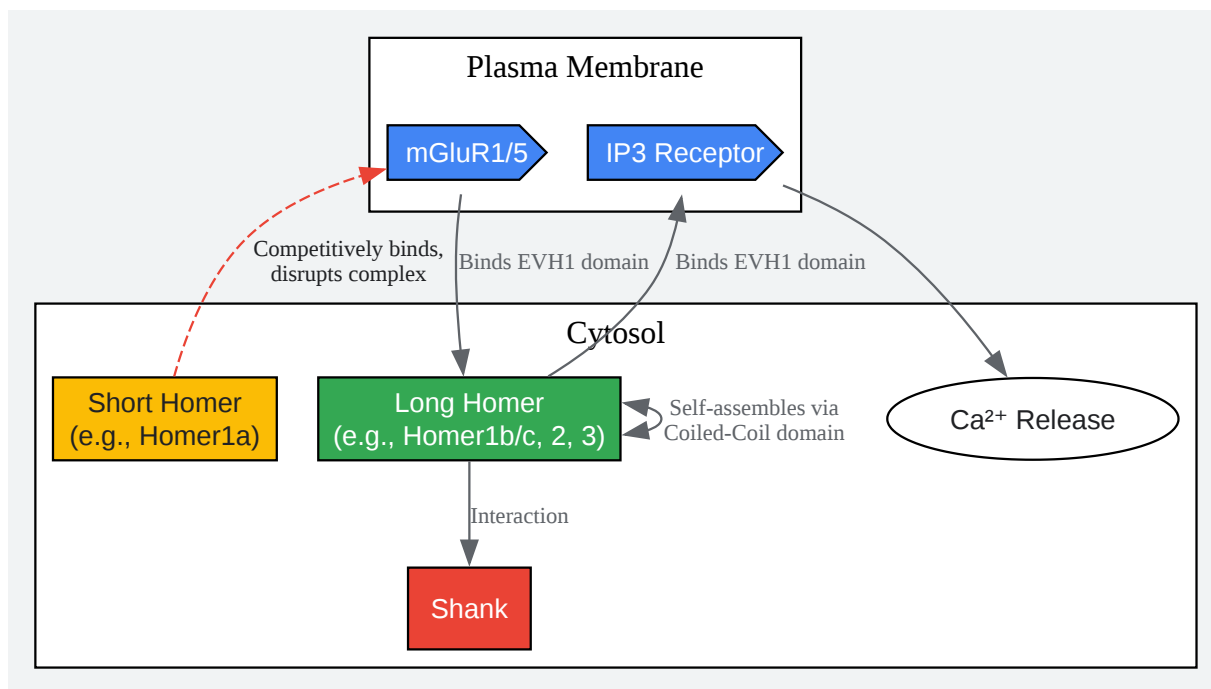 Plasma Membrane
mGluR1/5
IP3 Receptor
Competitively binds,
disrupts complex
Binds EVH1 domain
Binds EVH1 domain
Cytosol
Short Homer
(e.g., Homer1a)
Long Homer
(e.g., Homer1b/c, 2, 3)
Self-assembles via
Coiled-Coil domain
Ca²⁺ Release
Interaction
Shank